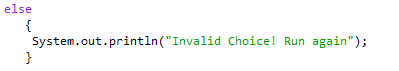 else
{
System.out.println("Invalid Choice! Run again");
}